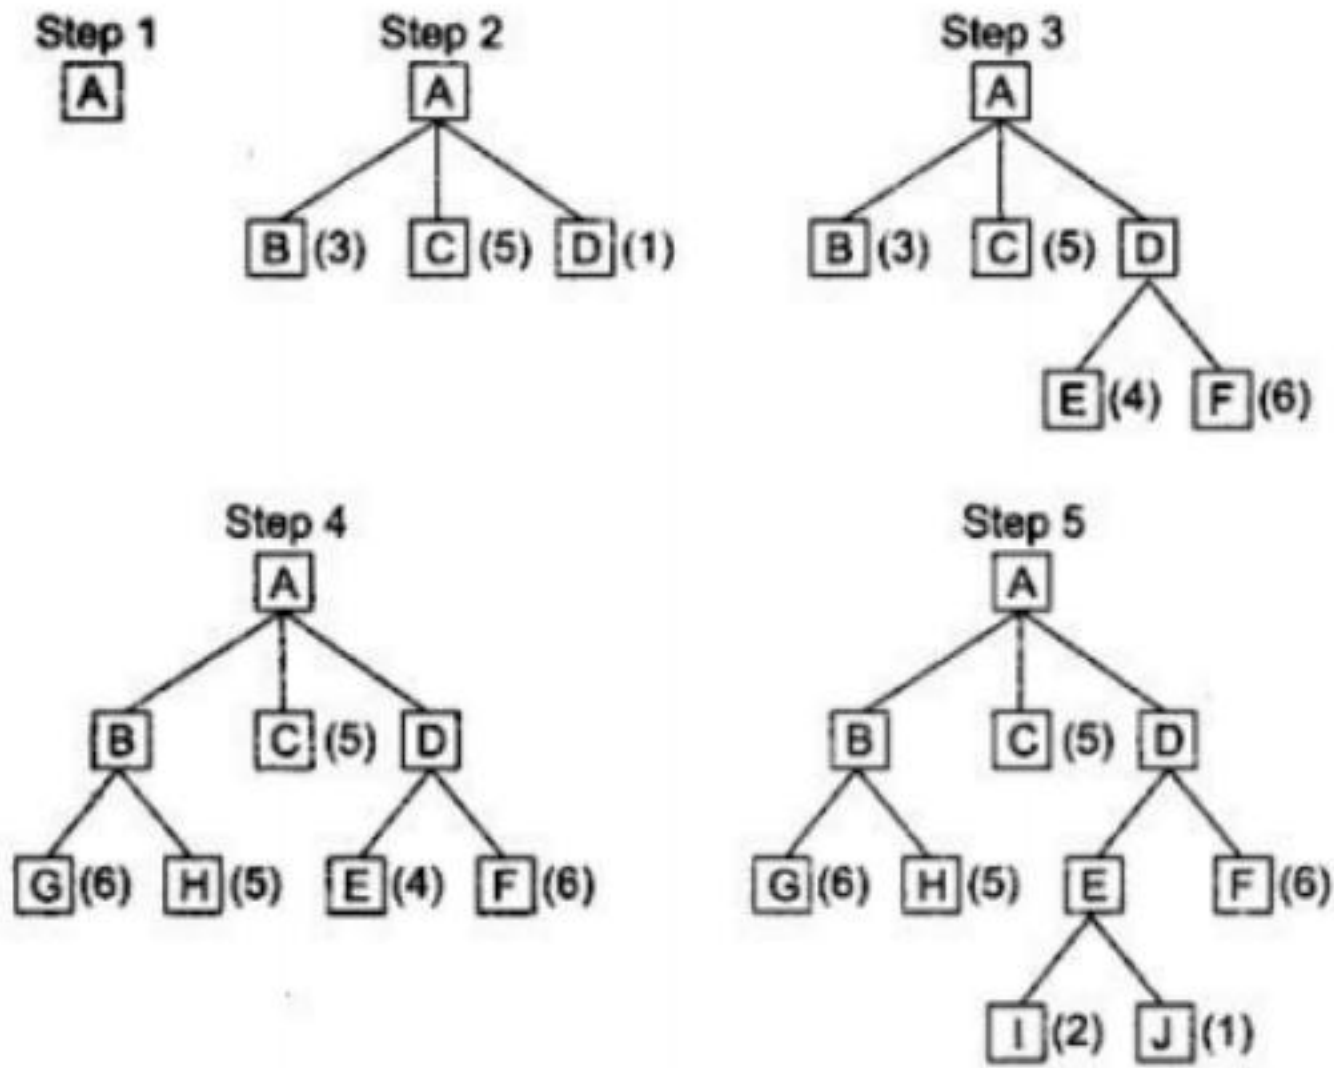 Step 1 Step 2 Step 3
A A A
B (3) C (5) D (1) B (3) C (5) D
E (4) F (6)
Step 4 Step 5
A A
B C (5) D B C (5) D
G (6) H (5) E (4) F (6) G (6) H (5) E F (6)
I (2) J (1)